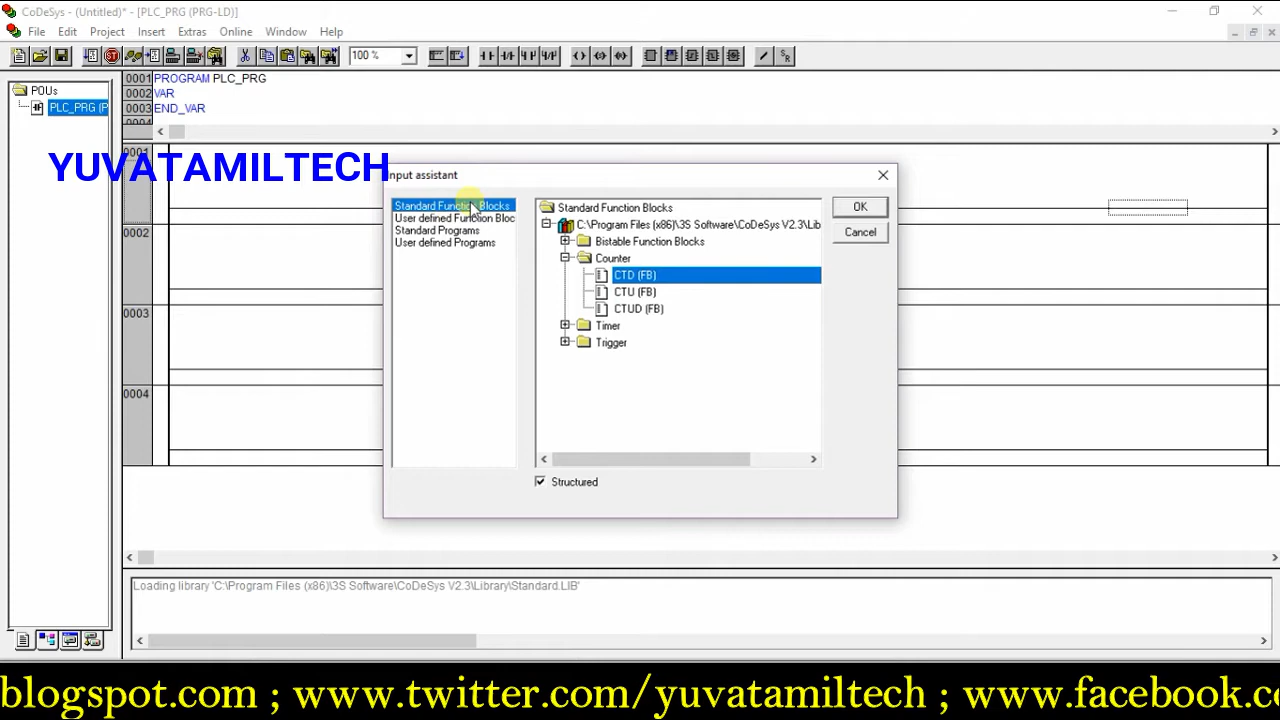 CoDeSys - (Untitled)* - [PLC_PRG (PRG-LD)]
File Edit Project Insert Extras Online Window Help
100 %
POUs
PLC_PRG (P
0001 PROGRAM PLC_PRG
0002 VAR
0003 END_VAR
0004
0001
YUVATAMILTECH
0002
0003
0004
Input assistant
Standard Function Blocks
User defined Function Bloc
Standard Programs
User defined Programs
Standard Function Blocks
C:\Program Files (x86)\3S Software\CoDeSys V2.3\Lib
Bistable Function Blocks
Counter
CTD (FB)
CTU (FB)
CTUD (FB)
Timer
Trigger
Structured
OK
Cancel
Loading library 'C:\Program Files (x86)\3S Software\CoDeSys V2.3\Library\Standard.LIB'
blogspot.com ; www.twitter.com/yuvatamiltech ; www.facebook.c